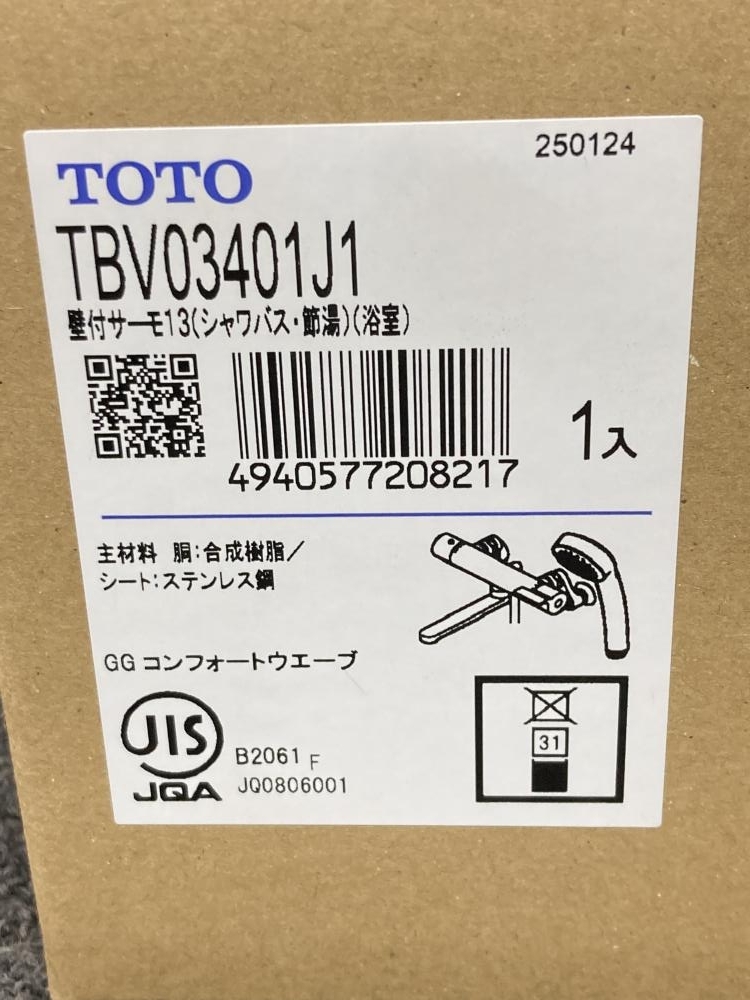 250124
TOTO
TBV03401J1
壁付サーモ13(シャワバス・節湯)(浴室)
4940577208217
1入
主材料 胴:合成樹脂/
シート:ステンレス鋼
GG コンフォートウエーブ
JIS
JQA
B2061 F
JQ0806001
31